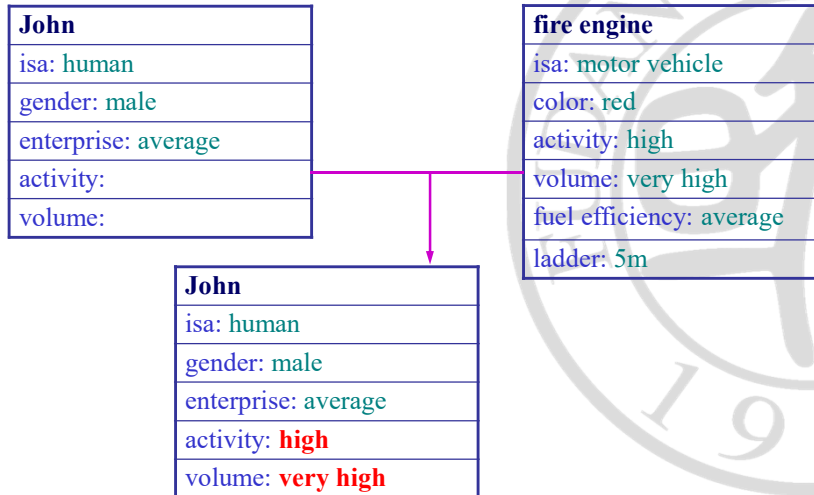 John
isa: human
gender: male
enterprise: average
activity:
volume:
fire engine
isa: motor vehicle
color: red
activity: high
volume: very high
fuel efficiency: average
ladder: 5m
John
isa: human
gender: male
enterprise: average
activity: high
volume: very high
FUDAN
19